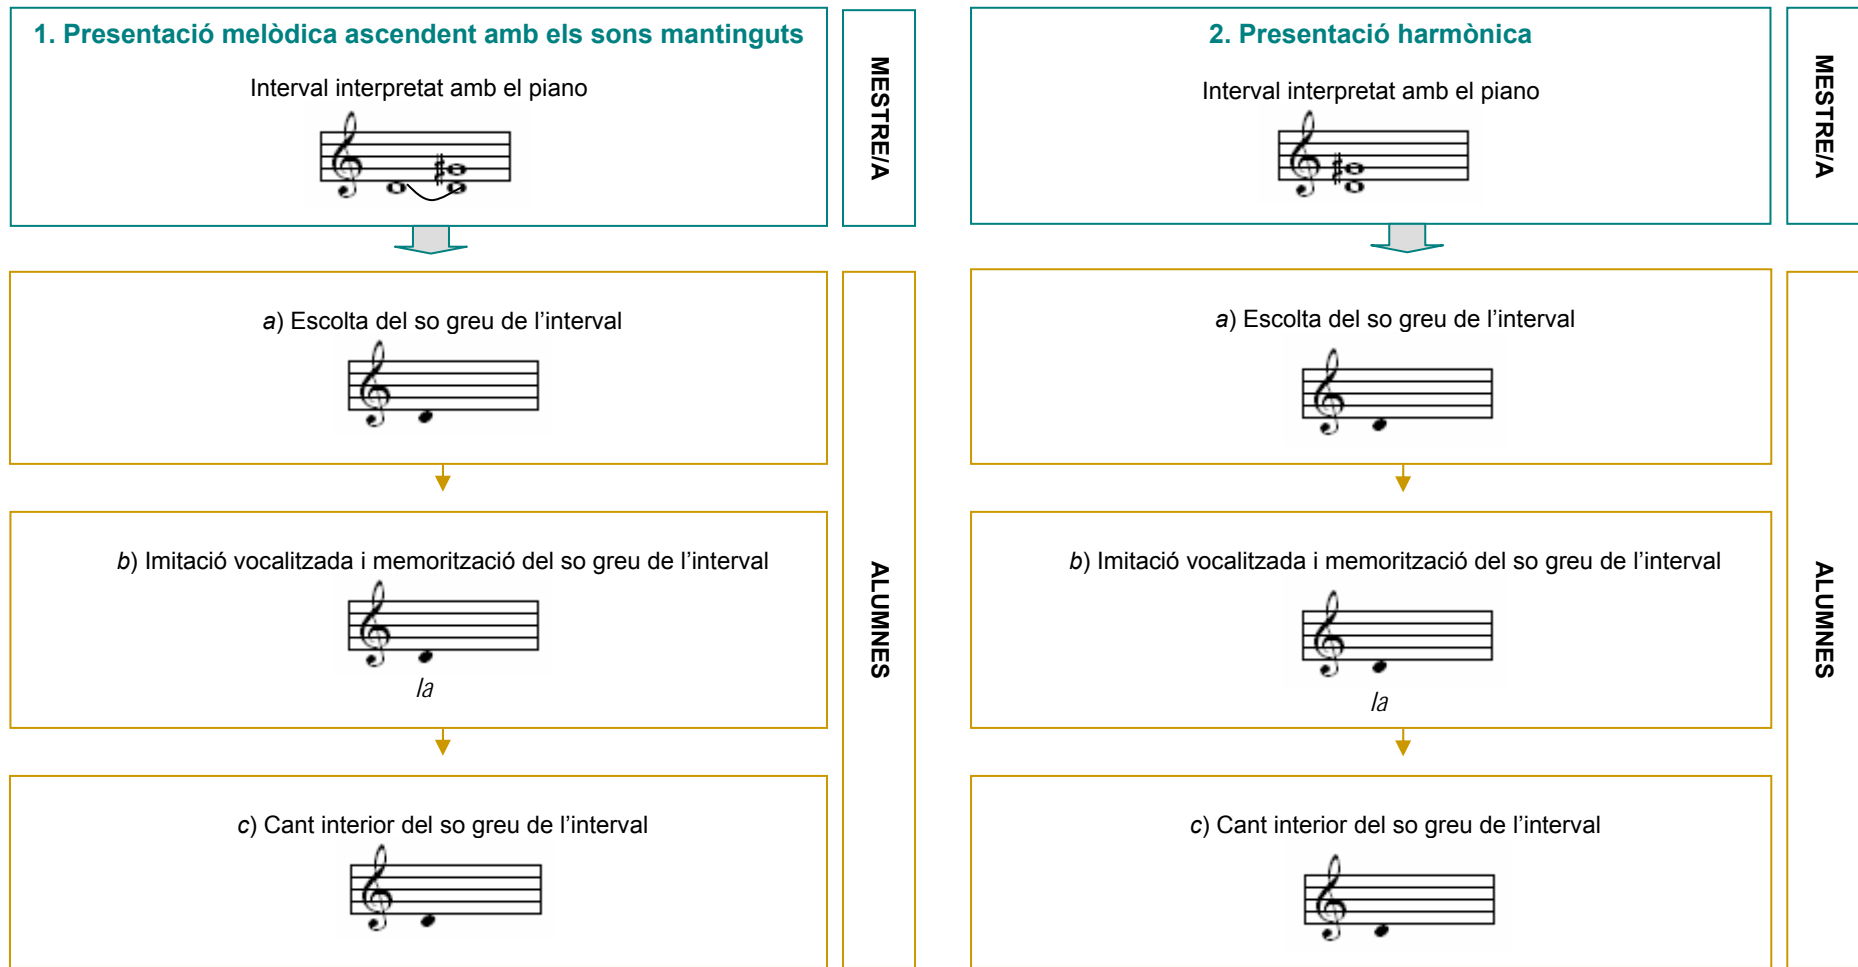 1. Presentació melòdica ascendent amb els sons mantinguts
Interval interpretat amb el piano
MESTRE/A
a) Escolta del so greu de l’interval
b) Imitació vocalitzada i memorització del so greu de l’interval
la
c) Cant interior del so greu de l’interval
ALUMNES
2. Presentació harmònica
Interval interpretat amb el piano
MESTRE/A
a) Escolta del so greu de l’interval
b) Imitació vocalitzada i memorització del so greu de l’interval
la
c) Cant interior del so greu de l’interval
ALUMNES